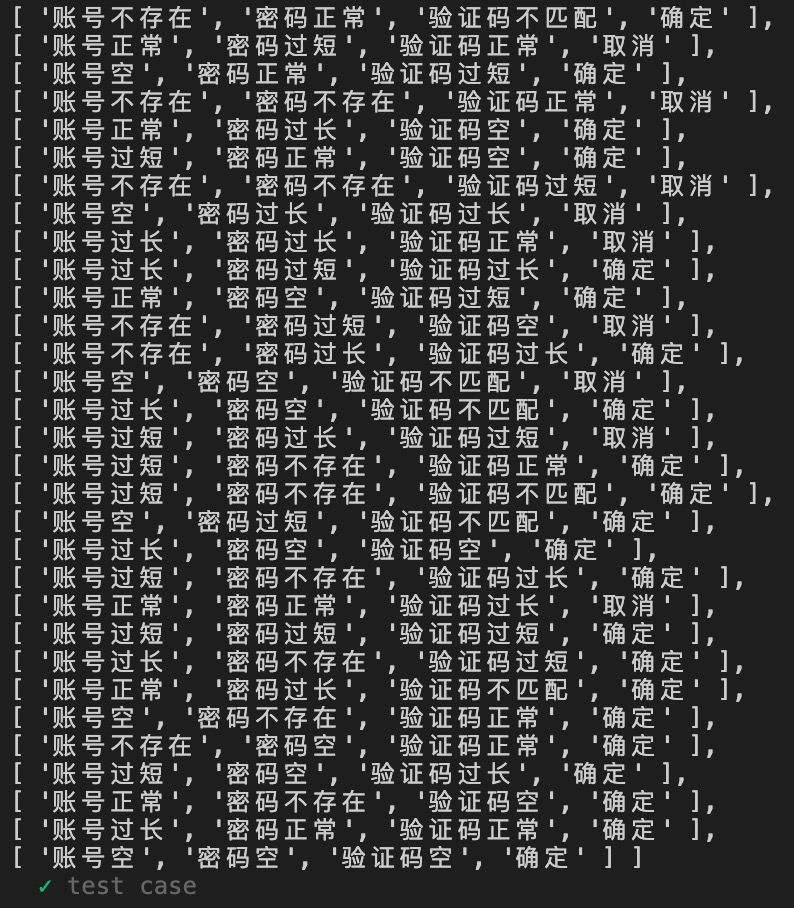 [ '账号不存在', '密码正常', '验证码不匹配', '确定' ],
[ '账号正常', '密码过短', '验证码正常', '取消' ],
[ '账号空', '密码正常', '验证码过短', '确定' ],
[ '账号不存在', '密码不存在', '验证码正常', '取消' ],
[ '账号正常', '密码过长', '验证码空', '确定' ],
[ '账号过短', '密码正常', '验证码空', '确定' ],
[ '账号不存在', '密码不存在', '验证码过短', '取消' ],
[ '账号空', '密码过长', '验证码过长', '取消' ],
[ '账号过长', '密码过长', '验证码正常', '取消' ],
[ '账号过长', '密码过短', '验证码过长', '确定' ],
[ '账号正常', '密码空', '验证码过短', '确定' ],
[ '账号不存在', '密码过短', '验证码空', '取消' ],
[ '账号不存在', '密码过长', '验证码过长', '确定' ],
[ '账号空', '密码空', '验证码不匹配', '取消' ],
[ '账号过长', '密码空', '验证码不匹配', '确定' ],
[ '账号过短', '密码过长', '验证码过短', '取消' ],
[ '账号过短', '密码不存在', '验证码正常', '确定' ],
[ '账号过短', '密码不存在', '验证码不匹配', '确定' ],
[ '账号空', '密码过短', '验证码不匹配', '确定' ],
[ '账号过长', '密码空', '验证码空', '确定' ],
[ '账号过短', '密码不存在', '验证码过长', '确定' ],
[ '账号正常', '密码正常', '验证码过长', '取消' ],
[ '账号过短', '密码过短', '验证码过短', '确定' ],
[ '账号过长', '密码不存在', '验证码过短', '确定' ],
[ '账号正常', '密码过长', '验证码不匹配', '确定' ],
[ '账号空', '密码不存在', '验证码正常', '确定' ],
[ '账号不存在', '密码空', '验证码正常', '确定' ],
[ '账号过短', '密码空', '验证码过长', '确定' ],
[ '账号正常', '密码不存在', '验证码空', '确定' ],
[ '账号过长', '密码正常', '验证码正常', '确定' ],
[ '账号空', '密码空', '验证码空', '确定' ] ]
✓ test case